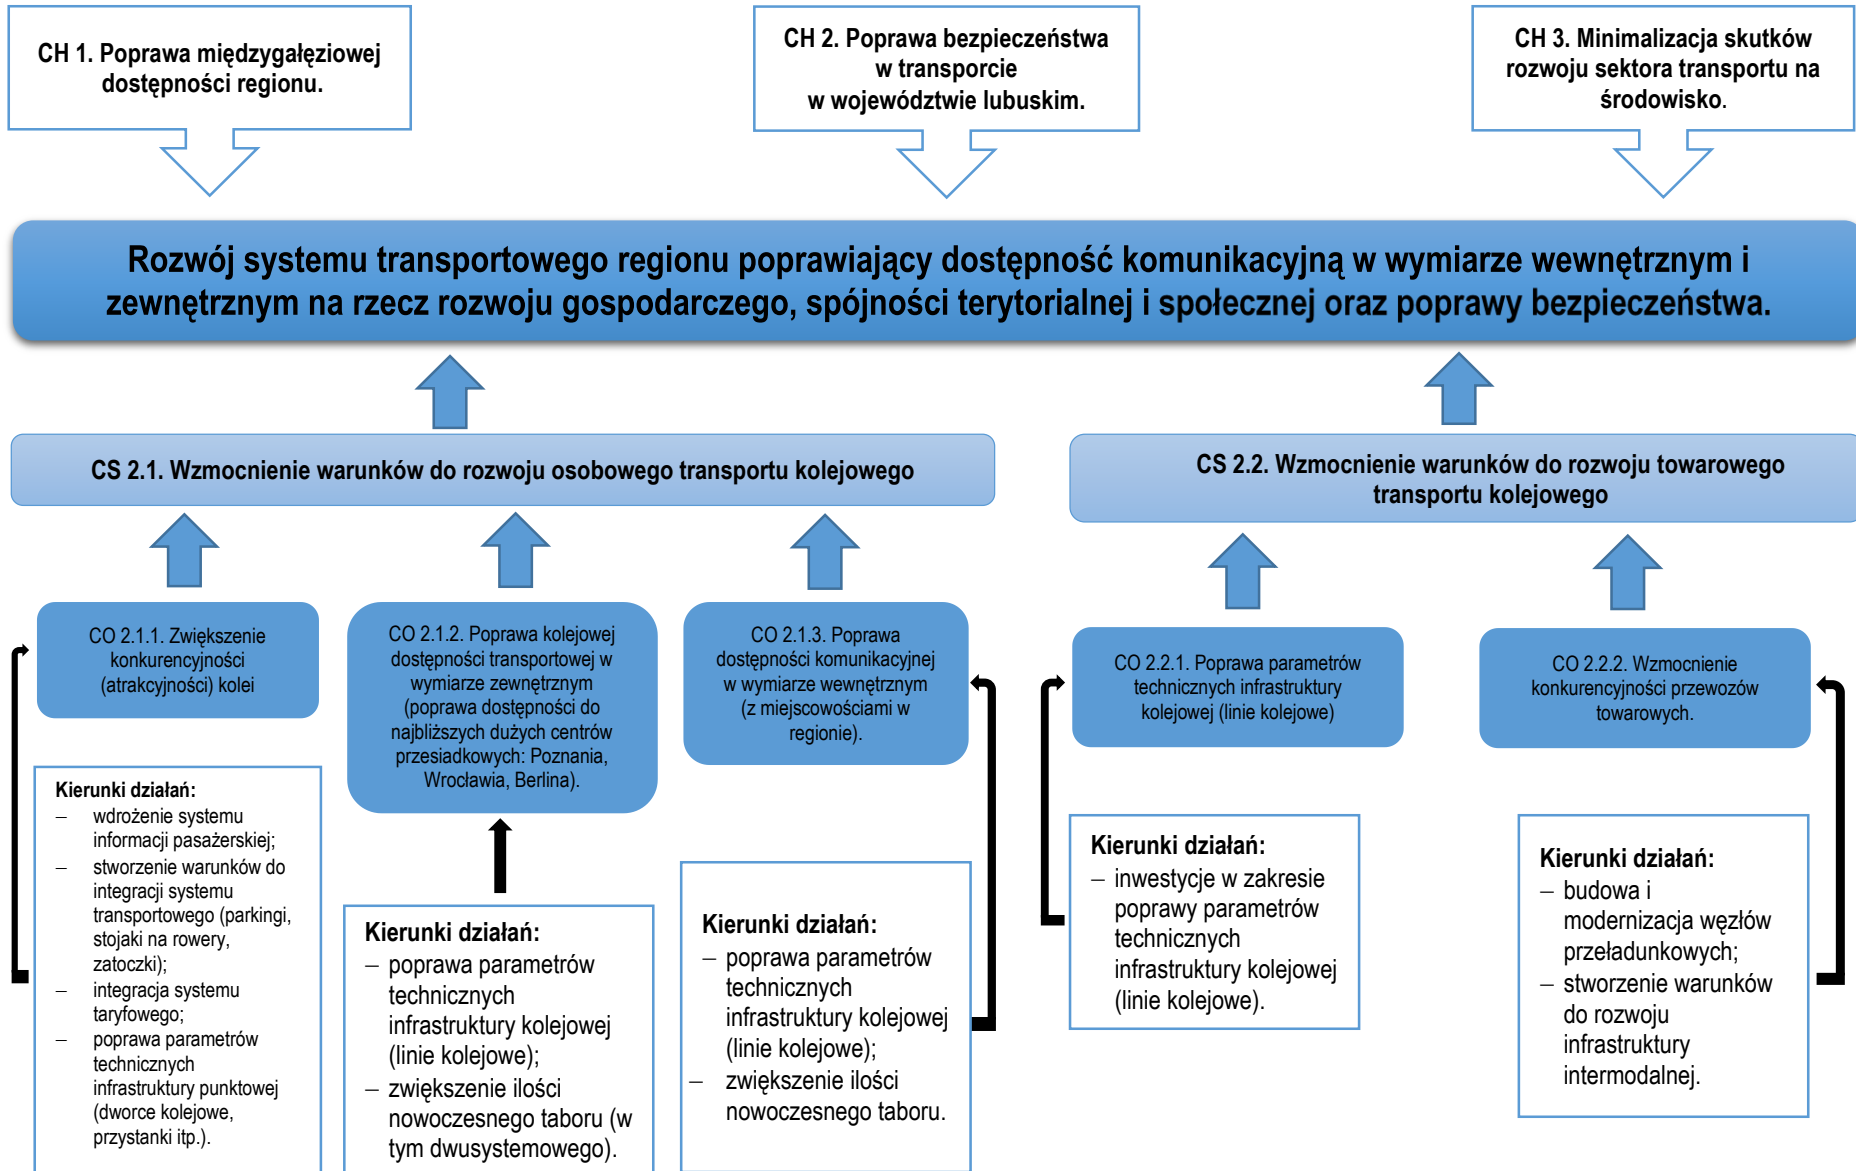 CH 1. Poprawa międzygałęziowej
dostępności regionu.
CH 2. Poprawa bezpieczeństwa
w transporcie
w województwie lubuskim.
CH 3. Minimalizacja skutków
rozwoju sektora transportu na
środowisko.
Rozwój systemu transportowego regionu poprawiający dostępność komunikacyjną w wymiarze wewnętrznym i
zewnętrznym na rzecz rozwoju gospodarczego, spójności terytorialnej i społecznej oraz poprawy bezpieczeństwa.
CS 2.1. Wzmocnienie warunków do rozwoju osobowego transportu kolejowego
CS 2.2. Wzmocnienie warunków do rozwoju towarowego
transportu kolejowego
CO 2.1.1. Zwiększenie
konkurencyjności
(atrakcyjności) kolei
CO 2.1.2. Poprawa kolejowej
dostępności transportowej w
wymiarze zewnętrznym
(poprawa dostępności do
najbliższych dużych centrów
przesiadkowych: Poznania,
Wrocławia, Berlina).
CO 2.1.3. Poprawa
dostępności komunikacyjnej
w wymiarze wewnętrznym
(z miejscowościami w
regionie).
CO 2.2.1. Poprawa parametrów
technicznych infrastruktury
kolejowej (linie kolejowe)
CO 2.2.2. Wzmocnienie
konkurencyjności przewozów
towarowych.
Kierunki działań:
– wdrożenie systemu
informacji pasażerskiej;
– stworzenie warunków do
integracji systemu
transportowego (parkingi,
stojaki na rowery,
zatoczki);
– integracja systemu
taryfowego;
– poprawa parametrów
technicznych
infrastruktury punktowej
(dworce kolejowe,
przystanki itp.).
Kierunki działań:
– poprawa parametrów
technicznych
infrastruktury kolejowej
(linie kolejowe);
– zwiększenie ilości
nowoczesnego taboru (w
tym dwusystemowego).
Kierunki działań:
– poprawa parametrów
technicznych
infrastruktury kolejowej
(linie kolejowe);
– zwiększenie ilości
nowoczesnego taboru.
Kierunki działań:
– inwestycje w zakresie
poprawy parametrów
technicznych
infrastruktury kolejowej
(linie kolejowe).
Kierunki działań:
– budowa i
modernizacja węzłów
przeładunkowych;
– stworzenie warunków
do rozwoju
infrastruktury
intermodalnej.